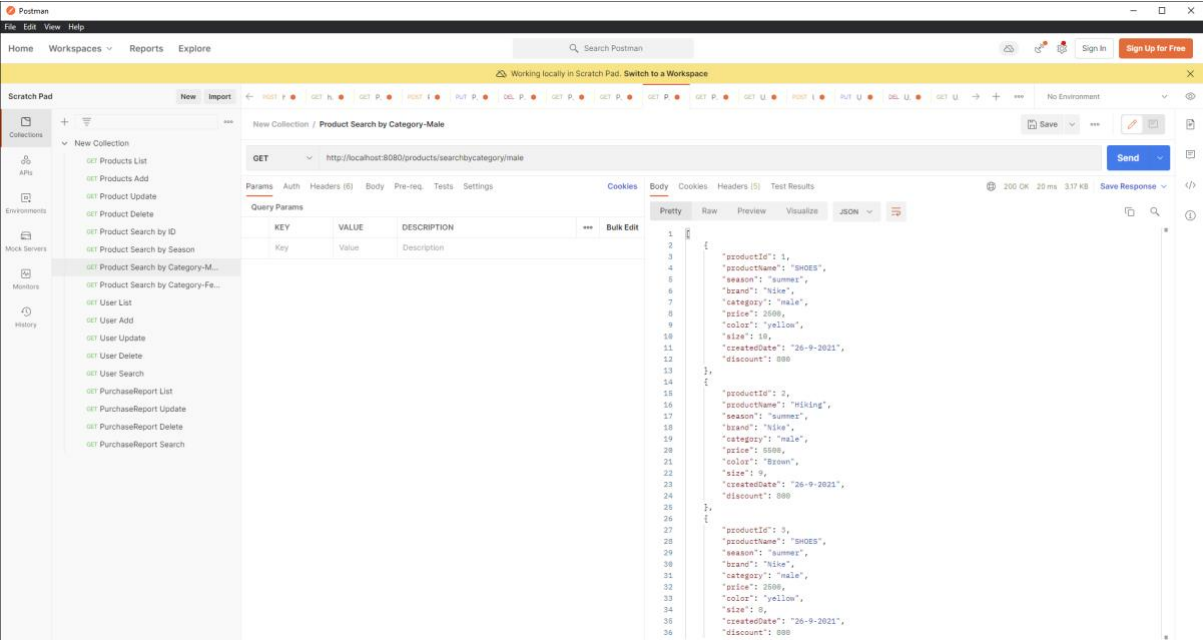 Postman
File Edit View Help
Home Workspaces Reports Explore
Search Postman
Sign In Sign Up for Free
Working locally in Scratch Pad. Switch to a Workspace
Scratch Pad New Import
GET P. POST PUT P. DEL P. GET P. GET P. GET P. GET P. GET U. POST PUT U DEL U. GET U.
No Environment
Collections
APIs
Environments
Mock Servers
Monitors
History
New Collection
GET Products List
GET Products Add
GET Product Update
GET Product Delete
GET Product Search by ID
GET Product Search by Season
GET Product Search by Category-M...
GET Product Search by Category-Fe...
GET User List
GET User Add
GET User Update
GET User Delete
GET User Search
GET PurchaseReport List
GET PurchaseReport Update
GET PurchaseReport Delete
GET PurchaseReport Search
New Collection / Product Search by Category-Male
Save
GET http://localhost:8080/products/searchbycategory/male
Send
Params Auth Headers (6) Body Pre-req. Tests Settings Cookies
Query Params
KEY VALUE DESCRIPTION Bulk Edit
Key Value Description
Body Cookies Headers (5) Test Results 200 OK 20 ms 3.17 KB Save Response
Pretty Raw Preview Visualize JSON
1 [
2 {
3 "productId": 1,
4 "productName": "SHOES",
5 "season": "summer",
6 "brand": "Nike",
7 "category": "male",
8 "price": 2500,
9 "color": "yellow",
10 "size": 10,
11 "createdDate": "26-9-2021",
12 "discount": 800
13 },
14 {
15 "productId": 2,
16 "productName": "Hiking",
17 "season": "summer",
18 "brand": "Nike",
19 "category": "male",
20 "price": 5500,
21 "color": "Brown",
22 "size": 9,
23 "createdDate": "26-9-2021",
24 "discount": 800
25 },
26 {
27 "productId": 3,
28 "productName": "SHOES",
29 "season": "summer",
30 "brand": "Nike",
31 "category": "male",
32 "price": 2500,
33 "color": "yellow",
34 "size": 8,
35 "createdDate": "26-9-2021",
36 "discount": 800